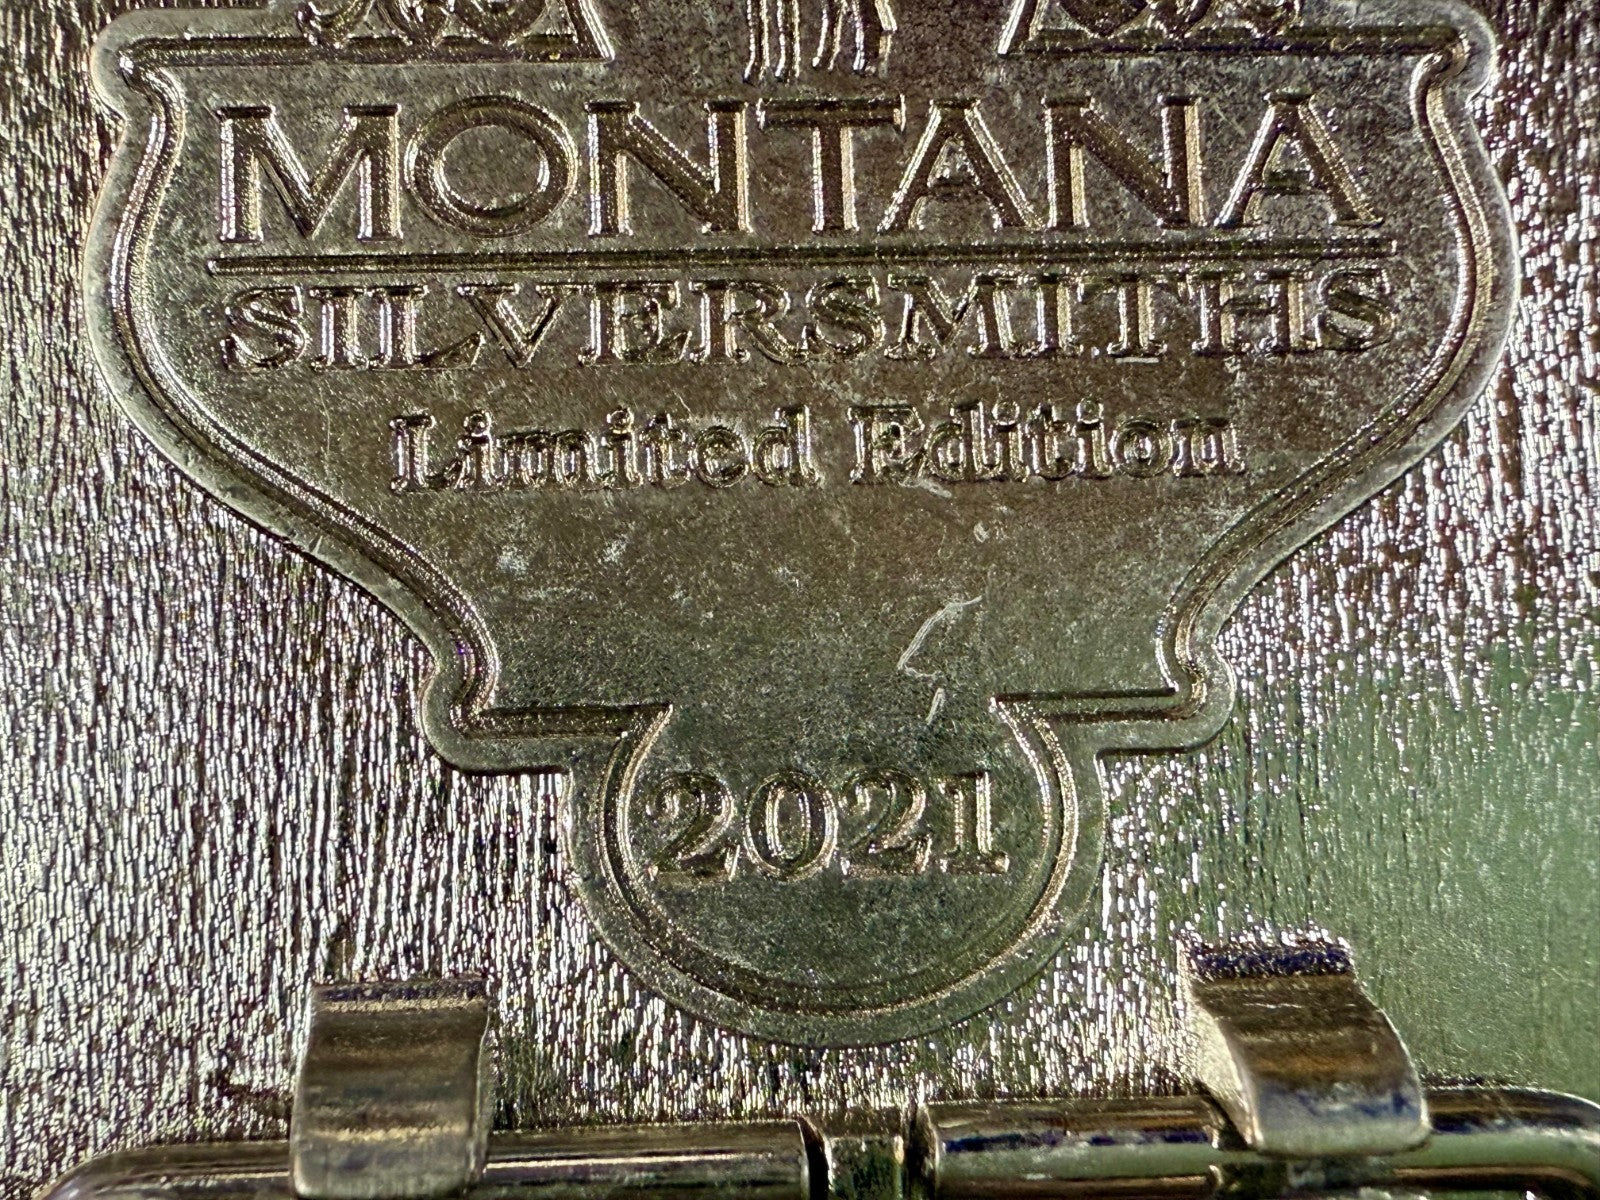 MONTANA
SILVERSMITHS
Limited Edition
2021